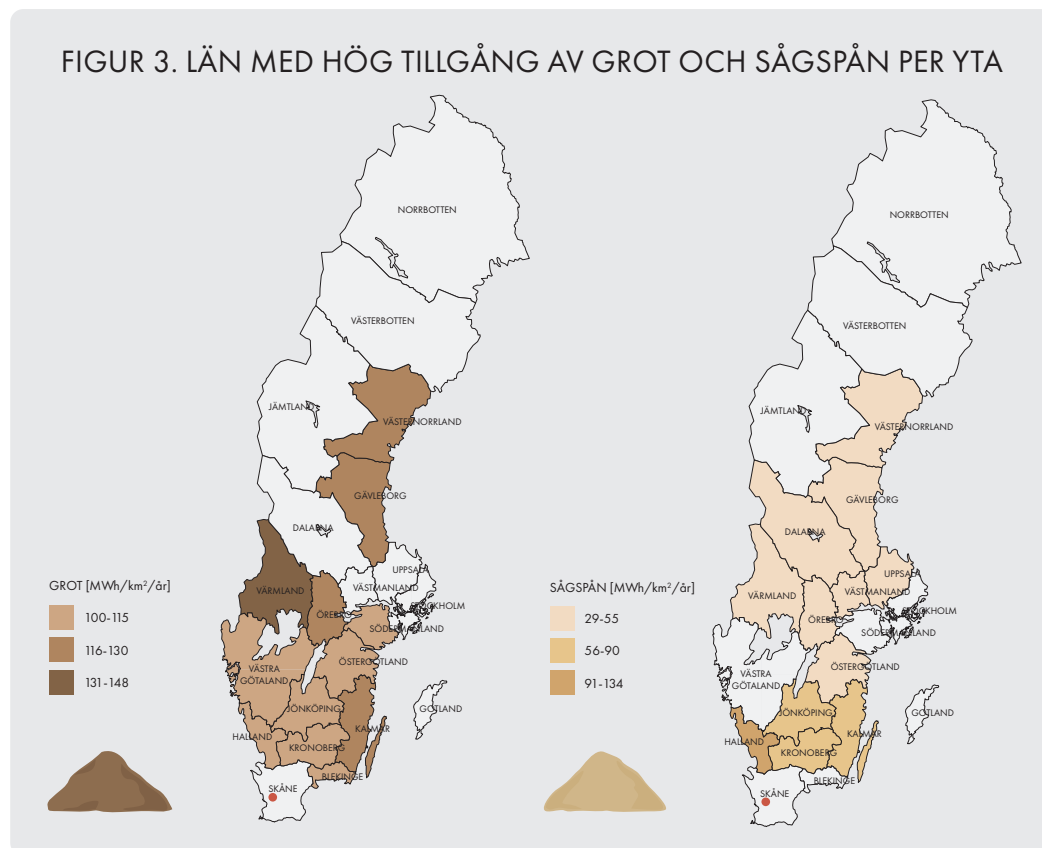 FIGUR 3. LÄN MED HÖG TILLGÅNG AV GROT OCH SÅGSPÅN PER YTA
NORRBOTTEN
VÄSTERBOTTEN
JÄMTLAND
VÄSTERNORRLAND
GÄVLEBORG
DALARNA
UPPSALA
VÄSTMANLAND
VÄRMLAND
STOCKHOLM
ÖREBRO
SÖDERMANLAND
ÖSTERGÖTLAND
VÄSTRA
GÖTALAND
JÖNKÖPING
GOTLAND
KALMAR
HALLAND
KRONOBERG
BLEKINGE
SKÅNE
GROT [MWh/km²/år]
100-115
116-130
131-148
NORRBOTTEN
VÄSTERBOTTEN
JÄMTLAND
VÄSTERNORRLAND
GÄVLEBORG
DALARNA
UPPSALA
VÄSTMANLAND
VÄRMLAND
STOCKHOLM
ÖREBRO
SÖDERMANLAND
ÖSTERGÖTLAND
VÄSTRA
GÖTALAND
JÖNKÖPING
GOTLAND
KALMAR
HALLAND
KRONOBERG
BLEKINGE
SKÅNE
SÅGSPÅN [MWh/km²/år]
29-55
56-90
91-134